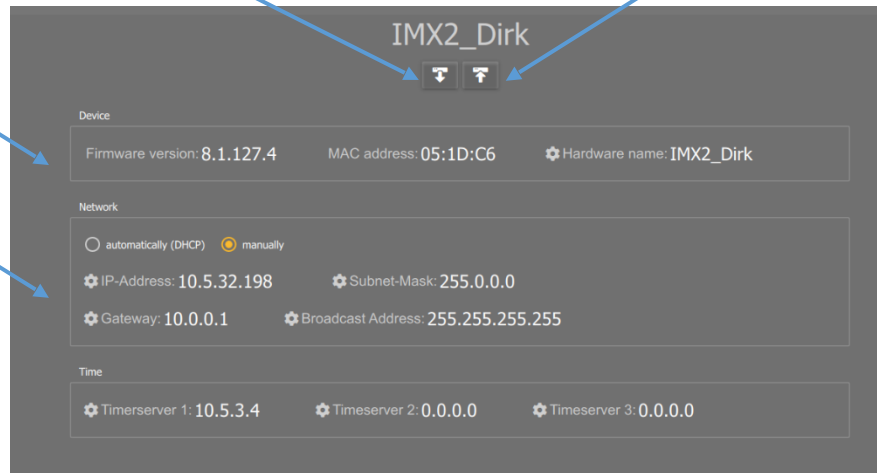 IMX2_Dirk
Device
Firmware version: 8.1.127.4 MAC address: 05:1D:C6 Hardware name: IMX2_Dirk
Network
automatically (DHCP) manually
IP-Address: 10.5.32.198 Subnet-Mask: 255.0.0.0
Gateway: 10.0.0.1 Broadcast Address: 255.255.255.255
Time
Timerserver 1: 10.5.3.4 Timeserver 2: 0.0.0.0 Timeserver 3: 0.0.0.0